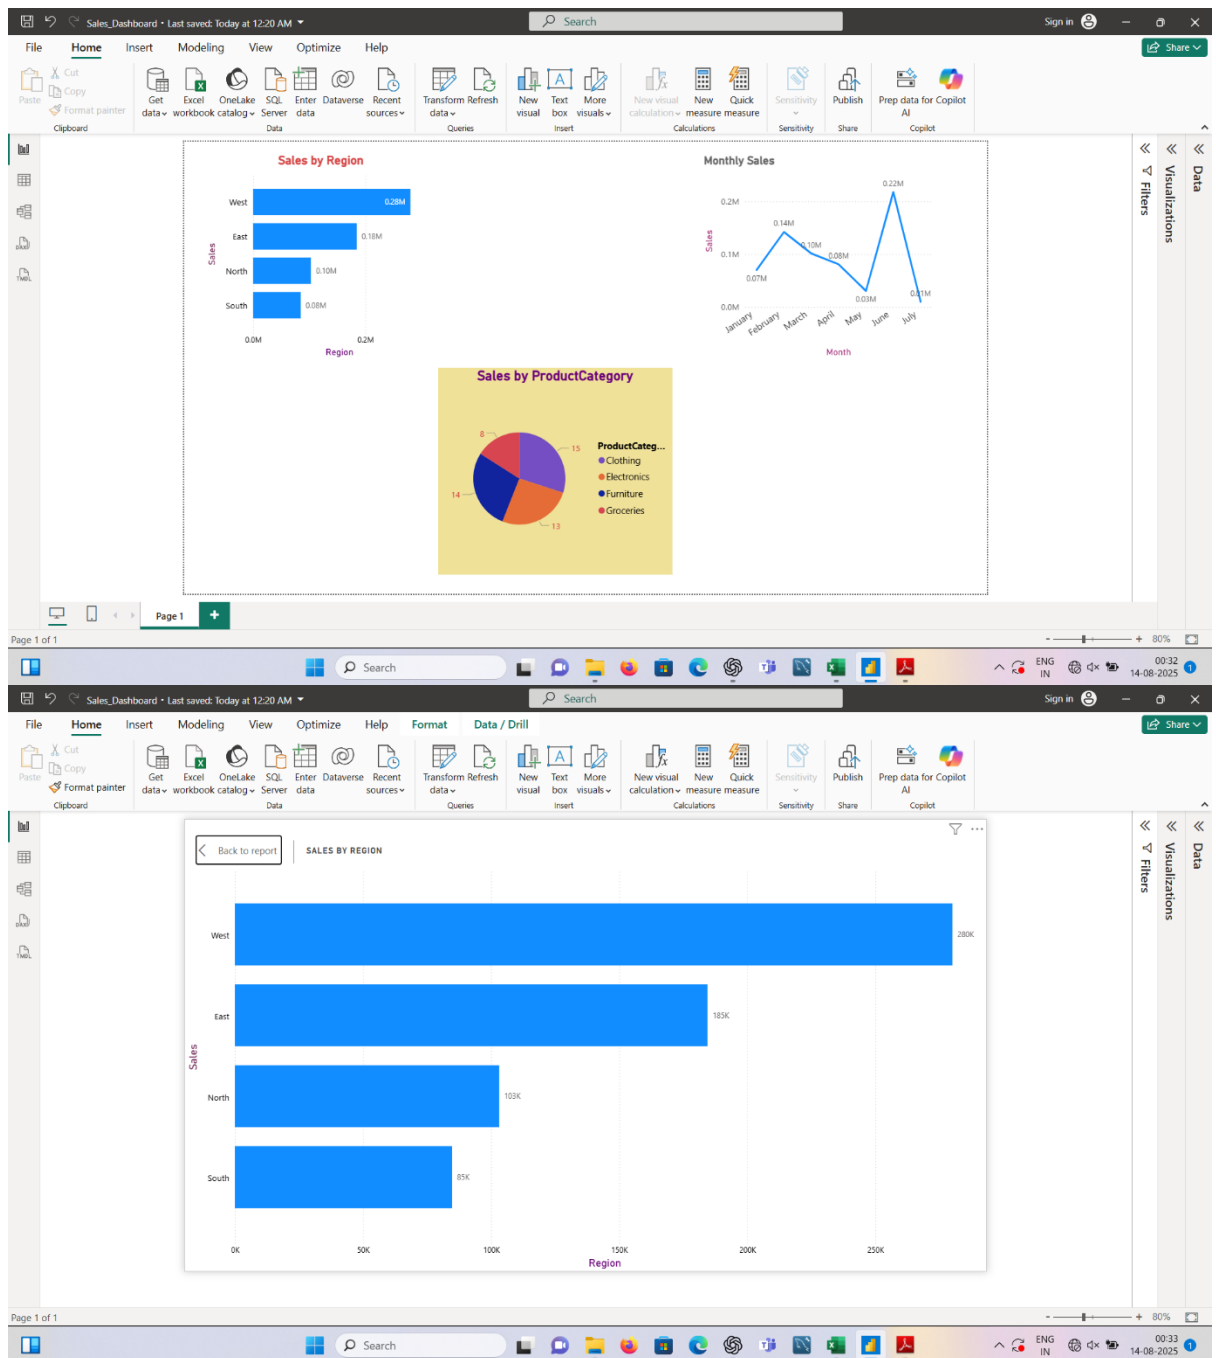 Sales_Dashboard • Last saved: Today at 12:20 AM
Search
Sign in
File Home Insert Modeling View Optimize Help
Share
Paste
Cut
Copy
Format painter
Clipboard
Get data
Excel workbook
OneLake catalog
SQL Server
Enter data
Dataverse
Recent sources
Data
Transform data
Refresh
Queries
New visual
Text box
More visuals
Insert
New visual calculation
New measure
Quick measure
Calculations
Sensitivity
Sensitivity
Publish
Share
Prep data for AI
Copilot
Copilot
Filters
Visualizations
Data
Sales by Region
West 0.28M
East 0.18M
North 0.10M
South 0.08M
0.0M 0.2M
Sales
Region
Monthly Sales
0.2M
0.1M
0.0M
0.07M
0.14M
0.10M
0.08M
0.03M
0.22M
0.01M
January February March April May June July
Sales
Month
Sales by ProductCategory
8
15
14
13
ProductCateg...
Clothing
Electronics
Furniture
Groceries
Page 1
Page 1 of 1
80%
Search
ENG
IN
00:32
14-08-2025
1
Sales_Dashboard • Last saved: Today at 12:20 AM
Search
Sign in
File Home Insert Modeling View Optimize Help Format Data / Drill
Share
Paste
Cut
Copy
Format painter
Clipboard
Get data
Excel workbook
OneLake catalog
SQL Server
Enter data
Dataverse
Recent sources
Data
Transform data
Refresh
Queries
New visual
Text box
More visuals
Insert
New visual calculation
New measure
Quick measure
Calculations
Sensitivity
Sensitivity
Publish
Share
Prep data for AI
Copilot
Copilot
Filters
Visualizations
Data
Back to report
SALES BY REGION
West 280K
East 185K
North 103K
South 85K
Sales
0K 50K 100K 150K 200K 250K
Region
Page 1 of 1
80%
Search
ENG
IN
00:33
14-08-2025
1